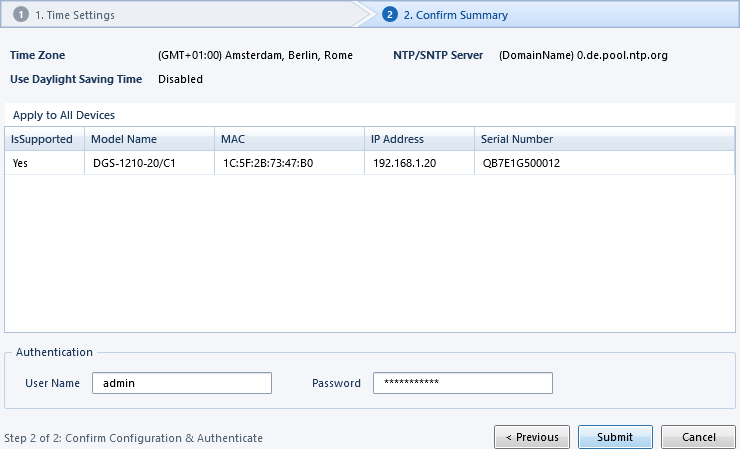 1 1. Time Settings 2 2. Confirm Summary
Time Zone (GMT+01:00) Amsterdam, Berlin, Rome NTP/SNTP Server (DomainName) 0.de.pool.ntp.org
Use Daylight Saving Time Disabled
Apply to All Devices
IsSupported Model Name MAC IP Address Serial Number
Yes DGS-1210-20/C1 1C:5F:2B:73:47:B0 192.168.1.20 QB7E1G500012
Authentication
User Name admin Password ***********
Step 2 of 2: Confirm Configuration & Authenticate < Previous Submit Cancel